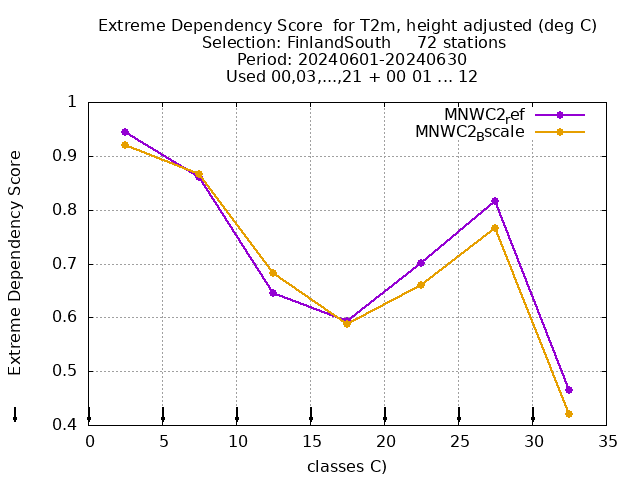 Extreme Dependency Score  for T2m, height adjusted (deg C)
Selection: FinlandSouth     72 stations
Period: 20240601-20240630
Used 00,03,...,21 + 00 01 ... 12
MNWC2_ref
MNWC2_Bscale
Extreme Dependency Score
1
0.9
0.8
0.7
0.6
0.5
0.4
0 5 10 15 20 25 30 35
classes C)